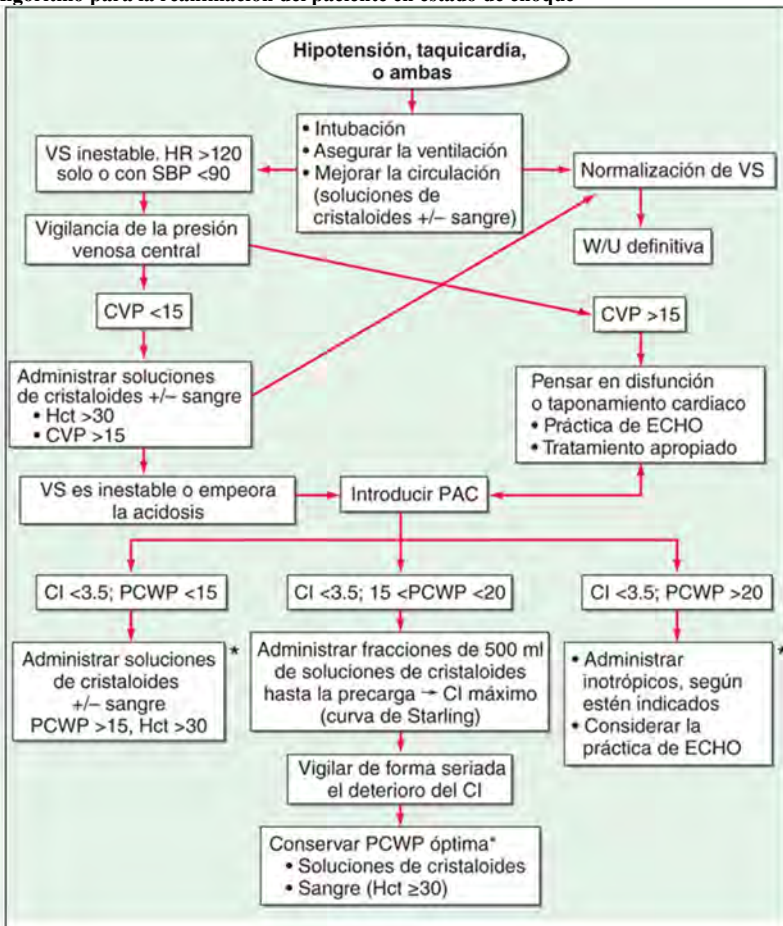 Algoritmo para la reanimación del paciente en estado de choque
Hipotensión, taquicardía,
o ambas
• Intubación
• Asegurar la ventilación
• Mejorar la circulación
(soluciones de
cristaloides +/− sangre)
VS inestable. HR >120
solo o con SBP <90
Normalización de VS
Vigilancia de la presión
venosa central
W/U definitiva
CVP <15
CVP >15
Administrar soluciones
de cristaloides +/− sangre
• Hct >30
• CVP >15
Pensar en disfunción
o taponamiento cardiaco
• Práctica de ECHO
• Tratamiento apropiado
VS es inestable o empeora
la acidosis
Introducir PAC
CI <3.5; PCWP <15
CI <3.5; 15 <PCWP <20
CI <3.5; PCWP >20
Administrar soluciones
de cristaloides
+/− sangre
PCWP >15, Hct >30
*
Administrar fracciones de 500 ml
de soluciones de cristaloides
hasta la precarga → CI máximo
(curva de Starling)
• Administrar
inotrópicos, según
estén indicados
• Considerar la
práctica de ECHO
*
Vigilar de forma seriada
el deterioro del CI
Conservar PCWP óptima*
• Soluciones de cristaloides
• Sangre (Hct ≥30)